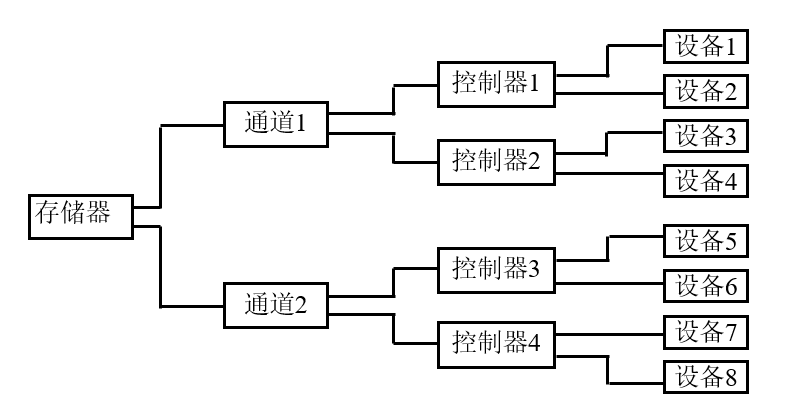 存储器
通道1
通道2
控制器1
控制器2
控制器3
控制器4
设备1
设备2
设备3
设备4
设备5
设备6
设备7
设备8